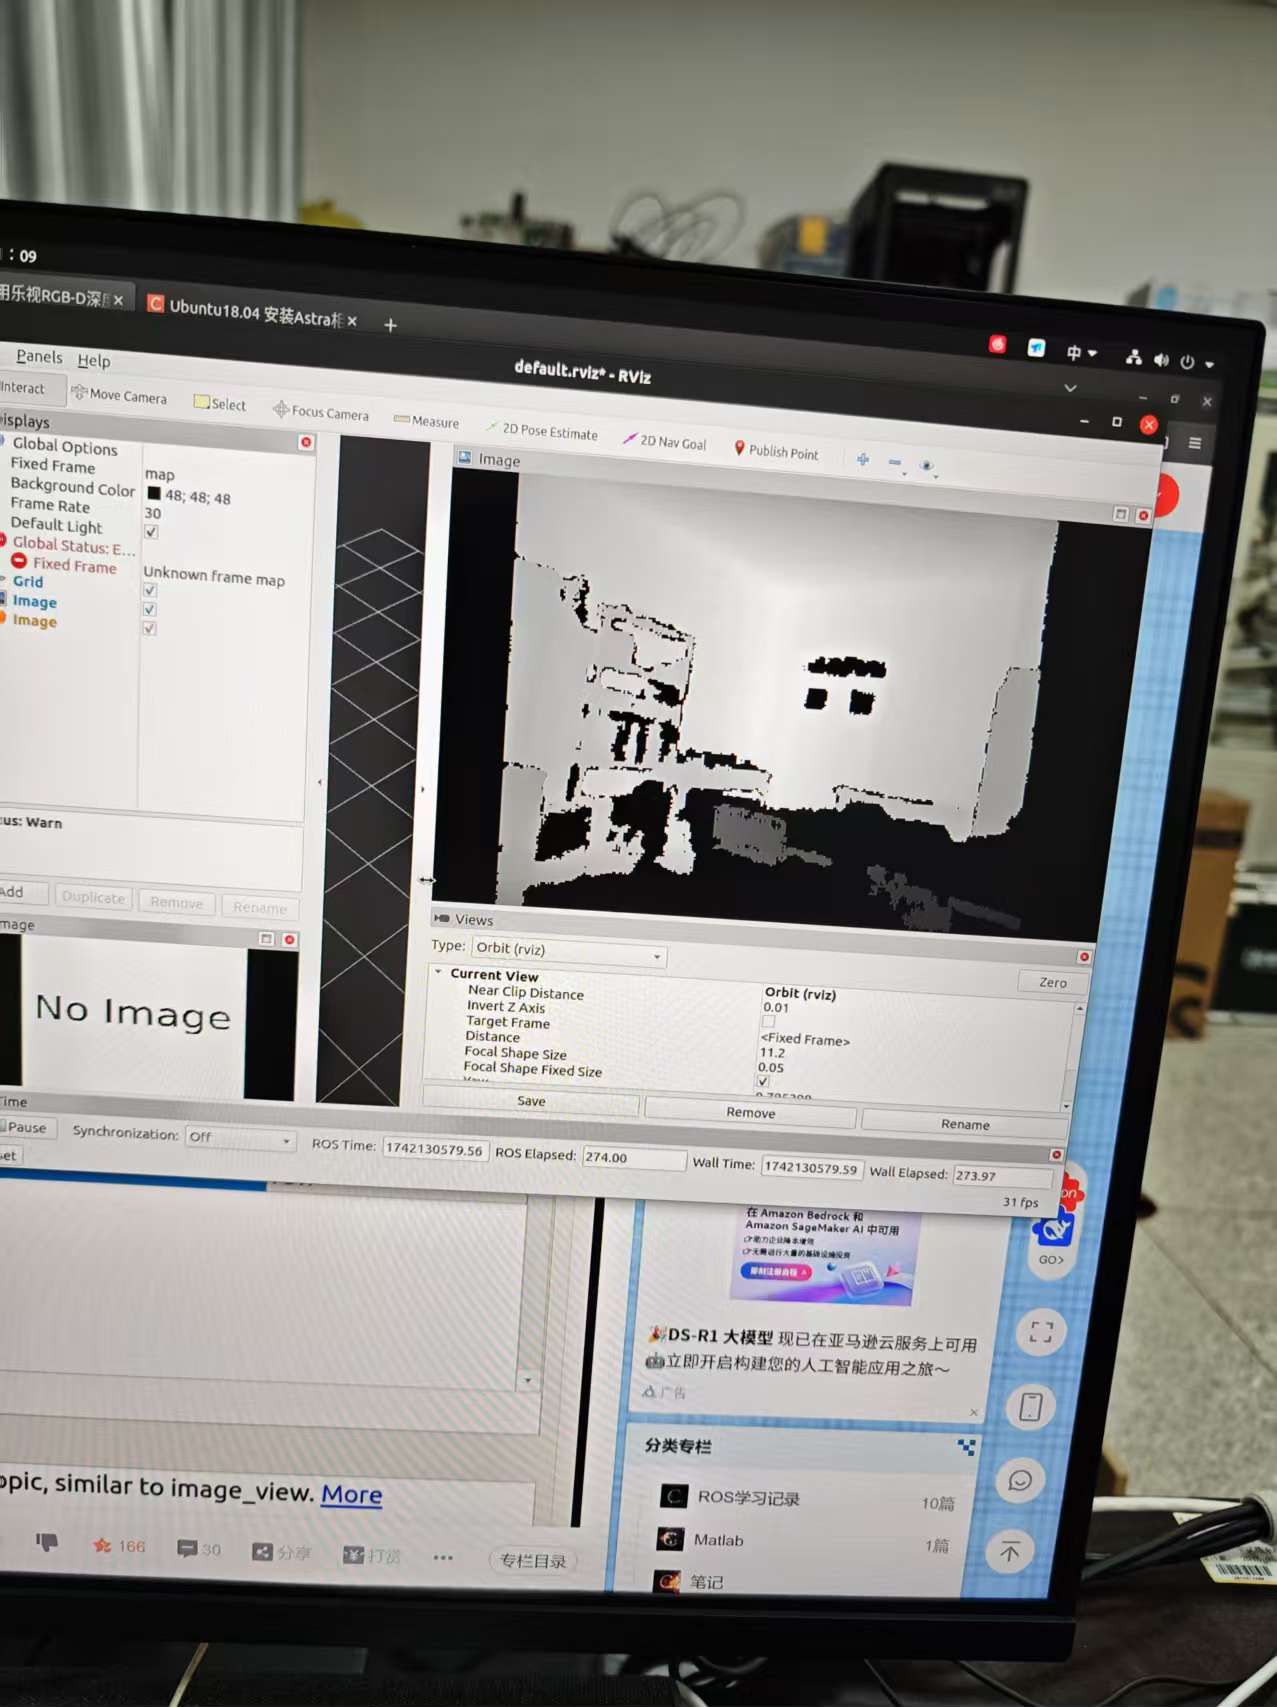 : 09
用乐视RGB-D深
Ubuntu18.04 安装Astra相
中
Panels Help
default.rviz* - RViz
Interact
Move Camera
Select
Focus Camera
Measure
2D Pose Estimate
2D Nav Goal
Publish Point
isplays
Global Options
Fixed Frame
map
Background Color
48; 48; 48
Frame Rate
30
Default Light
Global Status: E...
Fixed Frame
Unknown frame map
Grid
Image
Image
us: Warn
Add
Duplicate
Remove
Rename
mage
No Image
Image
Views
Type:
Orbit (rviz)
Zero
Current View
Orbit (rviz)
Near Clip Distance
0.01
Invert Z Axis
Target Frame
<Fixed Frame>
Distance
11.2
Focal Shape Size
0.05
Focal Shape Fixed Size
Save
Remove
Rename
Time
Pause
Synchronization:
Off
ROS Time:
1742130579.56
ROS Elapsed:
274.00
Wall Time:
1742130579.59
Wall Elapsed:
273.97
set
31 fps
在 Amazon Bedrock 和
Amazon SageMaker AI 中可用
助力企业降本增效
无需运行大量的基础设施投资
GO>
DS-R1 大模型 现已在亚马逊云服务上可用
立即开启构建您的人工智能应用之旅~
广告
分类专栏
ROS学习记录
10篇
Matlab
1篇
笔记
opic, similar to image_view. More
166
30
分享
打赏
专栏目录